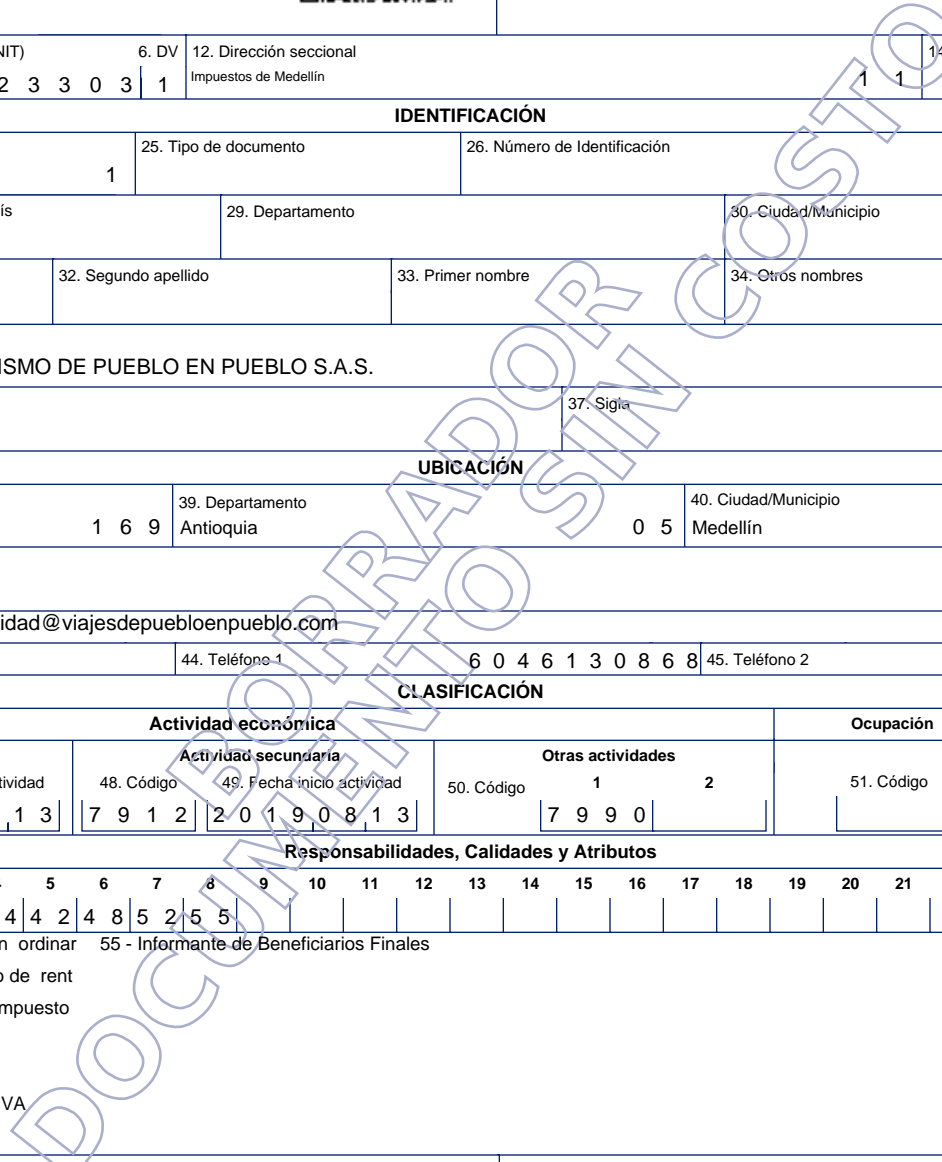 NIT) 6. DV 12. Dirección seccional 14
2 3 3 0 3 1 Impuestos de Medellín 1 1
IDENTIFICACIÓN
25. Tipo de documento 26. Número de Identificación
1
ís 29. Departamento 30. Ciudad/Municipio
32. Segundo apellido 33. Primer nombre 34. Otros nombres
ISMO DE PUEBLO EN PUEBLO S.A.S.
37. Sigla
UBICACIÓN
39. Departamento 40. Ciudad/Municipio
1 6 9 Antioquia 0 5 Medellín
idad@viajesdepuebloenpueblo.com
44. Teléfono 1 6 0 4 6 1 3 0 8 6 8 45. Teléfono 2
CLASIFICACIÓN
Actividad económica Ocupación
Actividad secundaria Otras actividades
tividad 48. Código 49. Fecha inicio actividad 50. Código 1 2 51. Código
1 3 7 9 1 2 2 0 1 9 0 8 1 3 7 9 9 0
Responsabilidades, Calidades y Atributos
5 6 7 8 9 10 11 12 13 14 15 16 17 18 19 20 21
4 4 2 4 8 5 2 5 5
n ordinar 55 - Informante de Beneficiarios Finales
o de rent
mpuesto
VA
BORRADOR
DOCUMENTO SIN COSTO